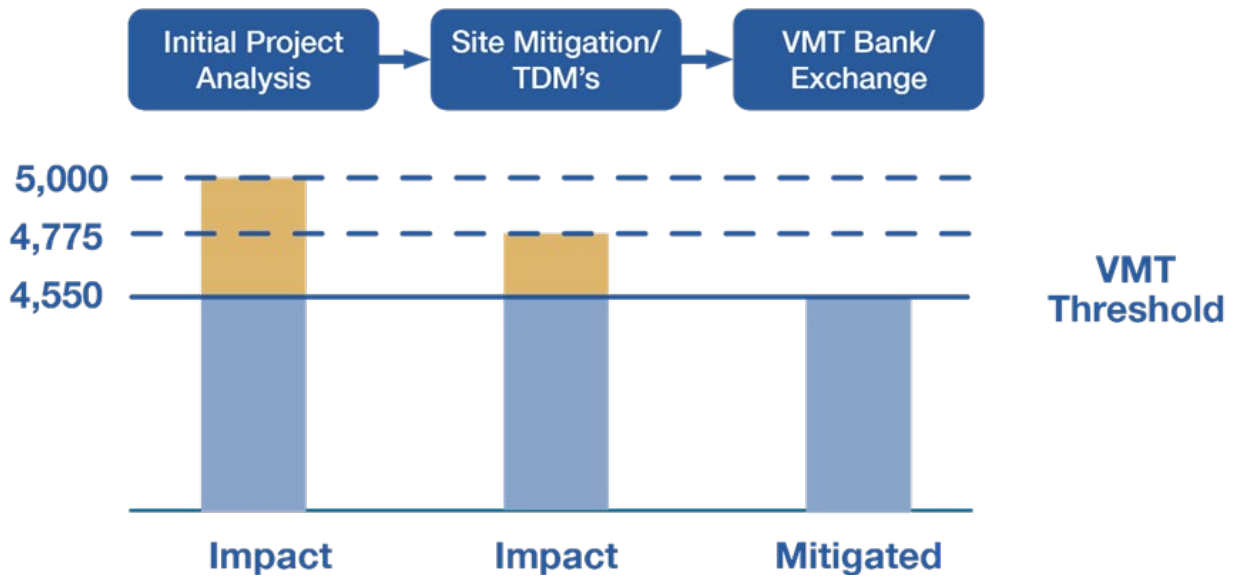 Initial Project
Analysis
Site Mitigation/
TDM's
VMT Bank/
Exchange
5,000
4,775
4,550
VMT
Threshold
Impact
Impact
Mitigated